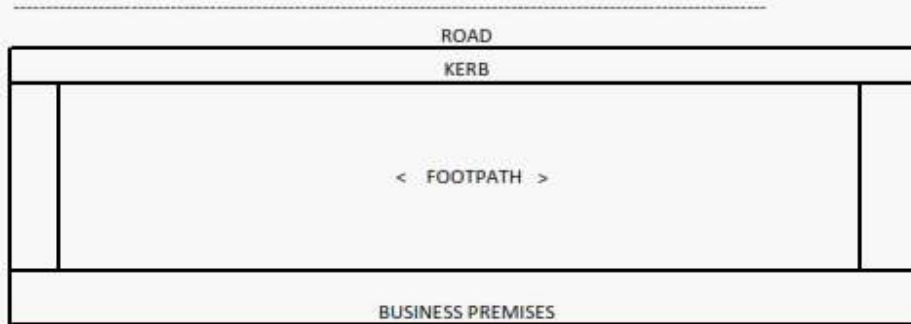 ROAD
KERB
< FOOTPATH >
BUSINESS PREMISES